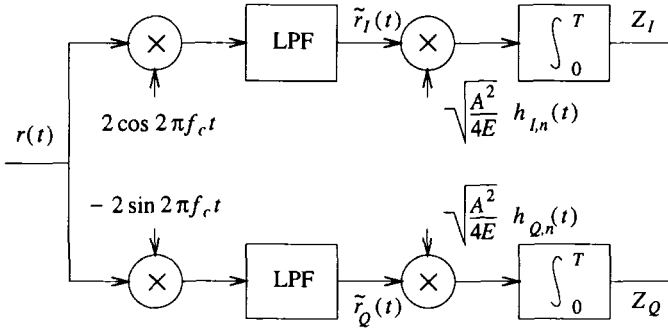 LPF
r̃_I(t)
×
×
∫_0^T
Z_I
2 cos 2πf_c t
√(A²/4E) h_{I,n}(t)
r(t)
− 2 sin 2πf_c t
√(A²/4E) h_{Q,n}(t)
×
LPF
r̃_Q(t)
×
∫_0^T
Z_Q